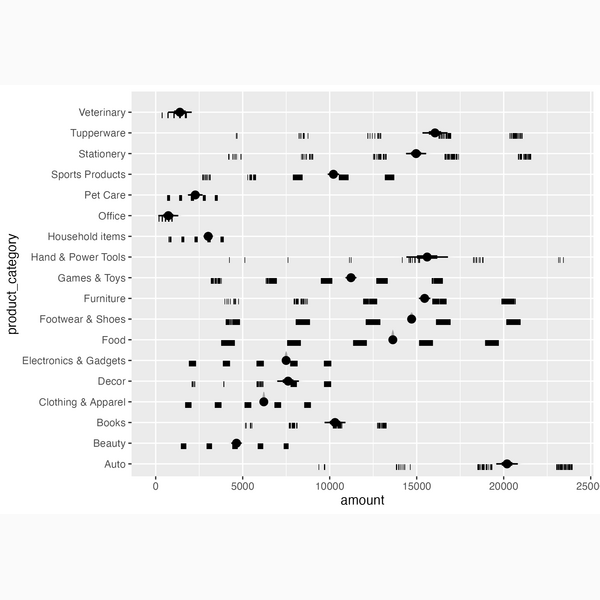 product_category
Veterinary
Tupperware
Stationery
Sports Products
Pet Care
Office
Household items
Hand & Power Tools
Games & Toys
Furniture
Footwear & Shoes
Food
Electronics & Gadgets
Decor
Clothing & Apparel
Books
Beauty
Auto
0 5000 10000 15000 20000 2500
amount